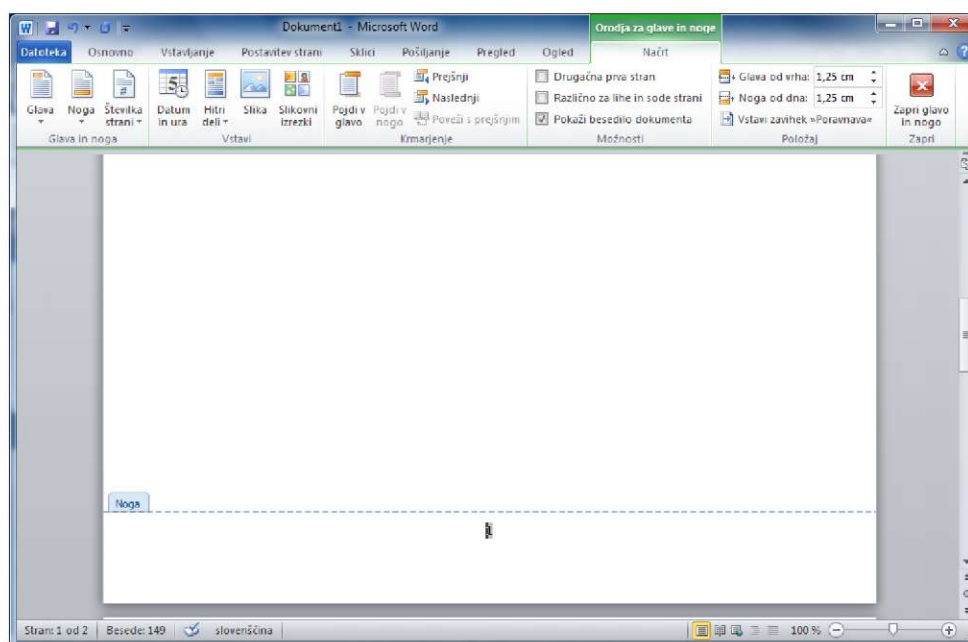 Dokument1 - Microsoft Word
Orodja za glave in noge
Datoteka Osnovno Vstavljanje Postavitev strani Sklici Pošiljanje Pregled Ogled Načrt
Glava Noga Številka strani
Glava in noga
Datum in ura Hitri deli Slika Slikovni izrezki
Vstavi
Pojdi v glavo Pojdi v nogo
Prejšnji
Naslednji
Poveži s prejšnjim
Krmarjenje
Drugačna prva stran
Različno za lihe in sode strani
Pokaži besedilo dokumenta
Možnosti
Glava od vrha: 1,25 cm
Noga od dna: 1,25 cm
Vstavi zavihek »Poravnava«
Položaj
Zapri glavo in nogo
Zapri
Noga
1
Stran: 1 od 2 Besede: 149 slovenščina 100 %